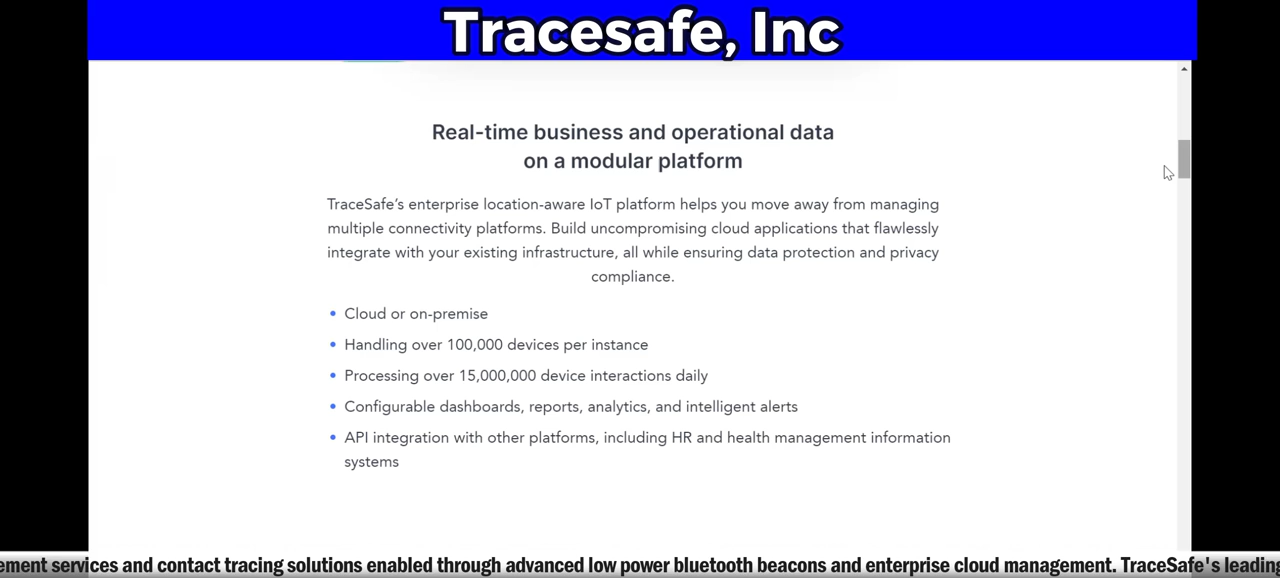 Tracesafe, Inc
Real-time business and operational data
on a modular platform
TraceSafe’s enterprise location-aware IoT platform helps you move away from managing
multiple connectivity platforms. Build uncompromising cloud applications that flawlessly
integrate with your existing infrastructure, all while ensuring data protection and privacy
compliance.
• Cloud or on-premise
• Handling over 100,000 devices per instance
• Processing over 15,000,000 device interactions daily
• Configurable dashboards, reports, analytics, and intelligent alerts
• API integration with other platforms, including HR and health management information
systems
ement services and contact tracing solutions enabled through advanced low power bluetooth beacons and enterprise cloud management. TraceSafe's leading